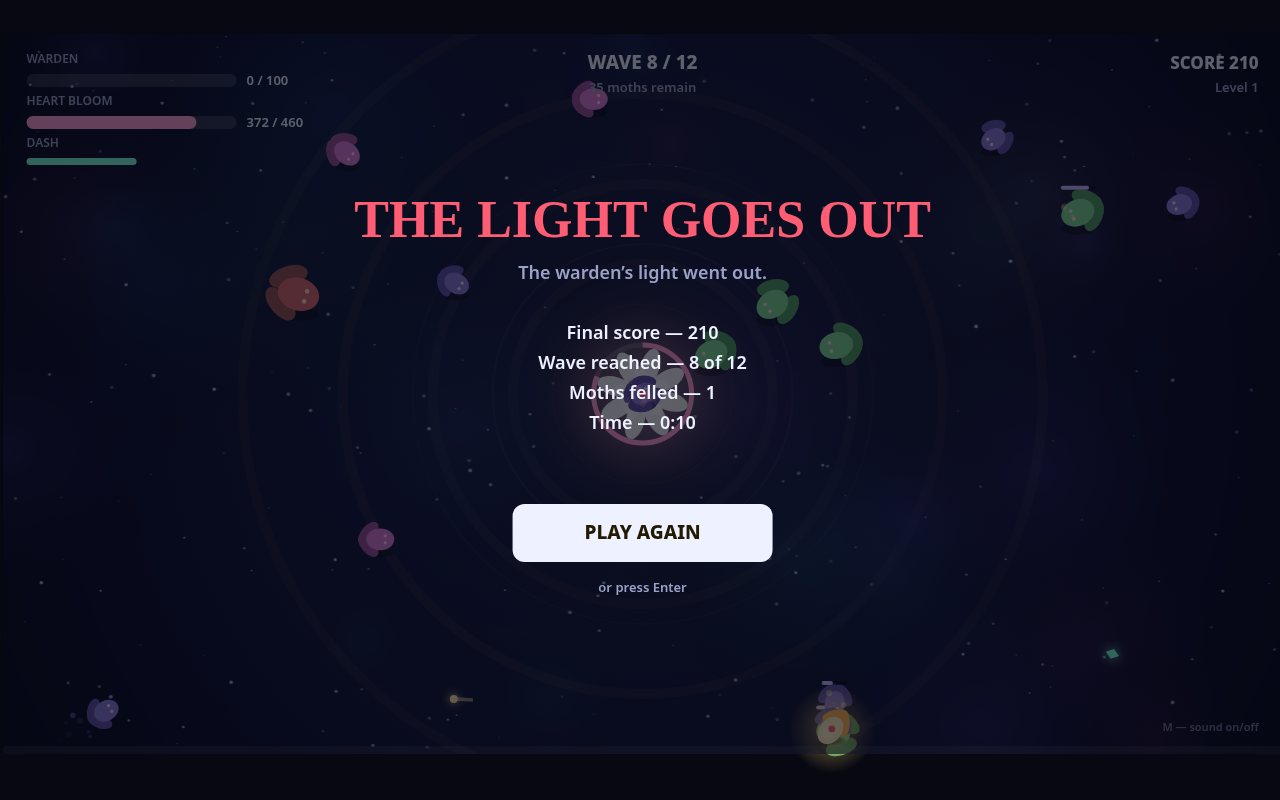 WARDEN
0 / 100
HEART BLOOM
372 / 460
DASH
WAVE 8 / 12
35 moths remain
SCORE 210
Level 1
THE LIGHT GOES OUT
The warden’s light went out.
Final score — 210
Wave reached — 8 of 12
Moths felled — 1
Time — 0:10
PLAY AGAIN
or press Enter
M — sound on/off